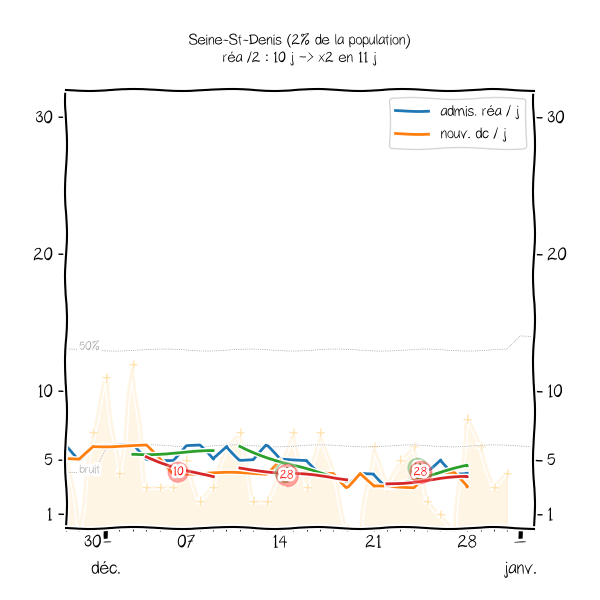 Seine-St-Denis (2% de la population)
réa /2 : 10 j -> x2 en 11 j
admis. réa / j
nouv. dc / j
30
30
20
20
50%
10
10
5
5
bruit
10
28
28
1
1
30
07
14
21
28
déc.
janv.